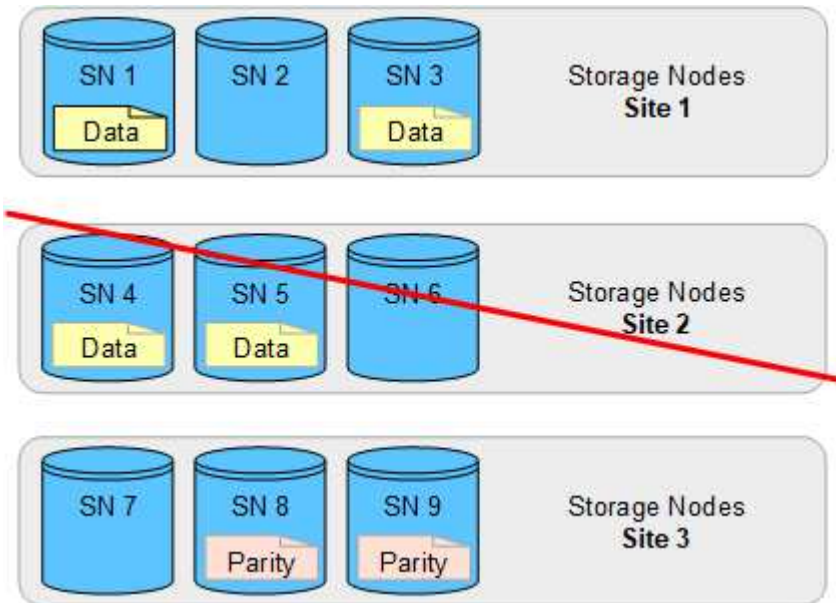 SN 1 SN 2 SN 3 Storage Nodes
Site 1
Data Data
SN 4 SN 5 SN 6 Storage Nodes
Site 2
Data Data
SN 7 SN 8 SN 9 Storage Nodes
Site 3
Parity Parity